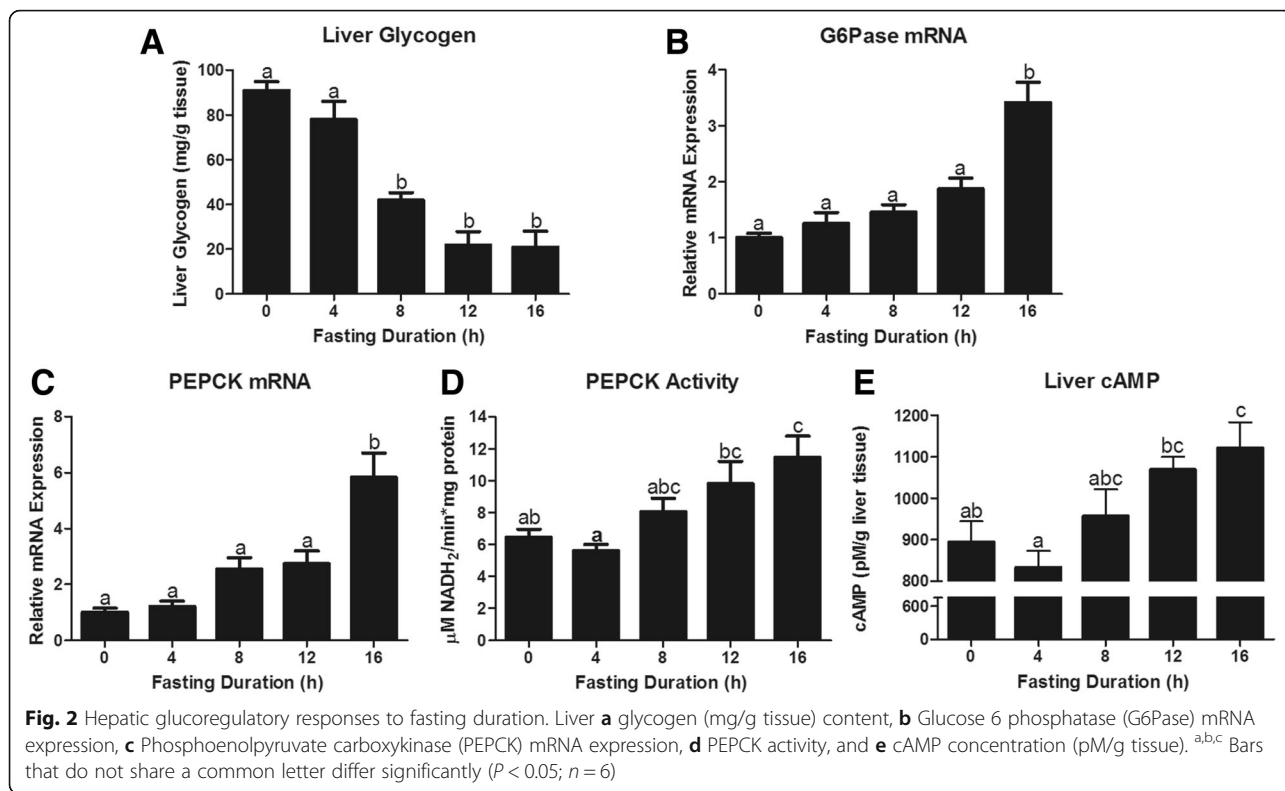 A
Liver Glycogen
Liver Glycogen (mg/g tissue)
100
80
60
40
20
0
a
a
b
b
b
0 4 8 12 16
Fasting Duration (h)
B
G6Pase mRNA
Relative mRNA Expression
4
3
2
1
0
a
a
a
a
b
0 4 8 12 16
Fasting Duration (h)
C
PEPCK mRNA
Relative mRNA Expression
8
6
4
2
0
a
a
a
a
b
0 4 8 12 16
Fasting Duration (h)
D
PEPCK Activity
µM NADH₂/min*mg protein
14
12
10
8
6
4
2
0
ab
a
abc
bc
c
0 4 8 12 16
Fasting Duration (h)
E
Liver cAMP
cAMP (pM/g liver tissue)
1200
1100
1000
900
800
600
0
ab
a
abc
bc
c
0 4 8 12 16
Fasting Duration (h)
Fig. 2 Hepatic glucoregulatory responses to fasting duration. Liver a glycogen (mg/g tissue) content, b Glucose 6 phosphatase (G6Pase) mRNA
expression, c Phosphoenolpyruvate carboxykinase (PEPCK) mRNA expression, d PEPCK activity, and e cAMP concentration (pM/g tissue). a,b,c Bars
that do not share a common letter differ significantly (P < 0.05; n = 6)